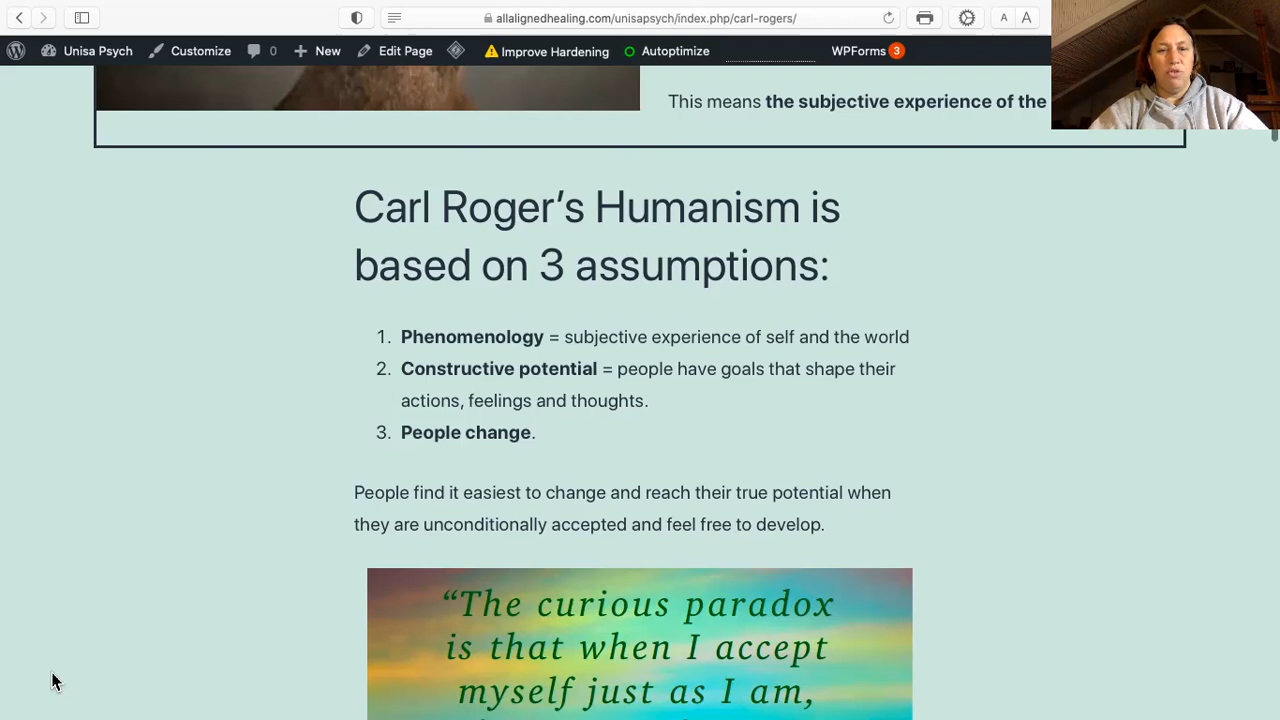 allalignedhealing.com/unisapsych/index.php/carl-rogers/
A A
Unisa Psych Customize 0 New Edit Page Improve Hardening Autoptimize WPForms 3
This means the subjective experience of the
Carl Roger’s Humanism is
based on 3 assumptions:
1. Phenomenology = subjective experience of self and the world
2. Constructive potential = people have goals that shape their
actions, feelings and thoughts.
3. People change.
People find it easiest to change and reach their true potential when
they are unconditionally accepted and feel free to develop.
“The curious paradox
is that when I accept
myself just as I am,